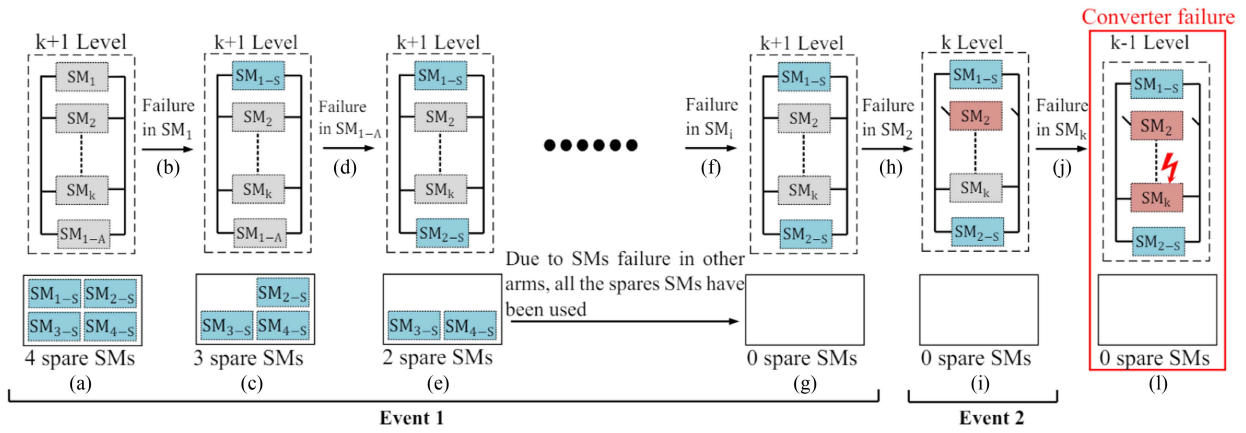 Converter failure
k+1 Level
k+1 Level
k+1 Level
k+1 Level
k Level
k-1 Level
SM₁
SM₂
SMₖ
SM₁₋A
Failure
in SM₁
(b)
SM₁₋S
SM₂
SMₖ
SM₁₋A
Failure
in SM₁₋A
(d)
SM₁₋S
SM₂
SMₖ
SM₂₋S
Failure
in SMᵢ
(f)
SM₁₋S
SM₂
SMₖ
SM₂₋S
Failure
in SM₂
(h)
SM₁₋S
SM₂
SMₖ
SM₂₋S
Failure
in SMₖ
(j)
SM₁₋S
SM₂
SMₖ
SM₂₋S
SM₁₋S SM₂₋S
SM₃₋S SM₄₋S
4 spare SMs
(a)
SM₂₋S
SM₃₋S SM₄₋S
3 spare SMs
(c)
SM₃₋S SM₄₋S
2 spare SMs
(e)
Due to SMs failure in other
arms, all the spares SMs have
been used
0 spare SMs
(g)
0 spare SMs
(i)
0 spare SMs
(l)
Event 1
Event 2